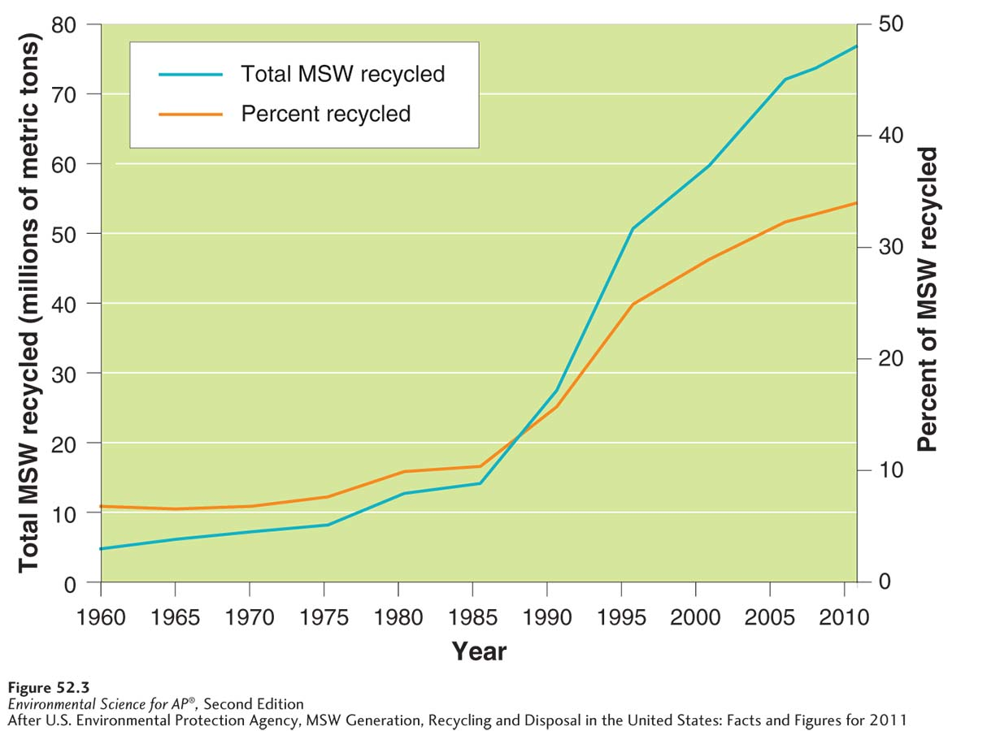 80
70
60
50
40
30
20
10
0
Total MSW recycled (millions of metric tons)
Total MSW recycled
Percent recycled
50
40
30
20
10
0
Percent of MSW recycled
1960 1965 1970 1975 1980 1985 1990 1995 2000 2005 2010
Year
Figure 52.3
Environmental Science for AP®, Second Edition
After U.S. Environmental Protection Agency, MSW Generation, Recycling and Disposal in the United States: Facts and Figures for 2011